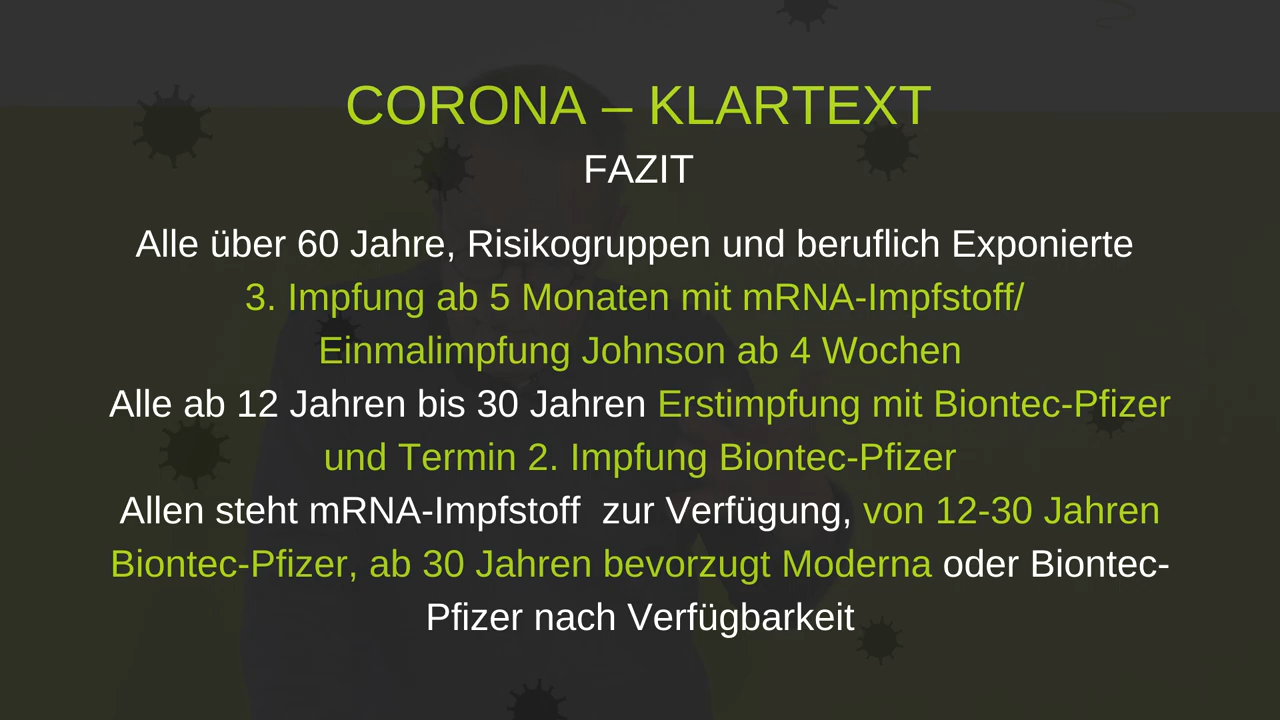 CORONA – KLARTEXT
FAZIT
Alle über 60 Jahre, Risikogruppen und beruflich Exponierte
3. Impfung ab 5 Monaten mit mRNA-Impfstoff/
Einmalimpfung Johnson ab 4 Wochen
Alle ab 12 Jahren bis 30 Jahren Erstimpfung mit Biontec-Pfizer
und Termin 2. Impfung Biontec-Pfizer
Allen steht mRNA-Impfstoff  zur Verfügung, von 12-30 Jahren
Biontec-Pfizer, ab 30 Jahren bevorzugt Moderna oder Biontec-
Pfizer nach Verfügbarkeit